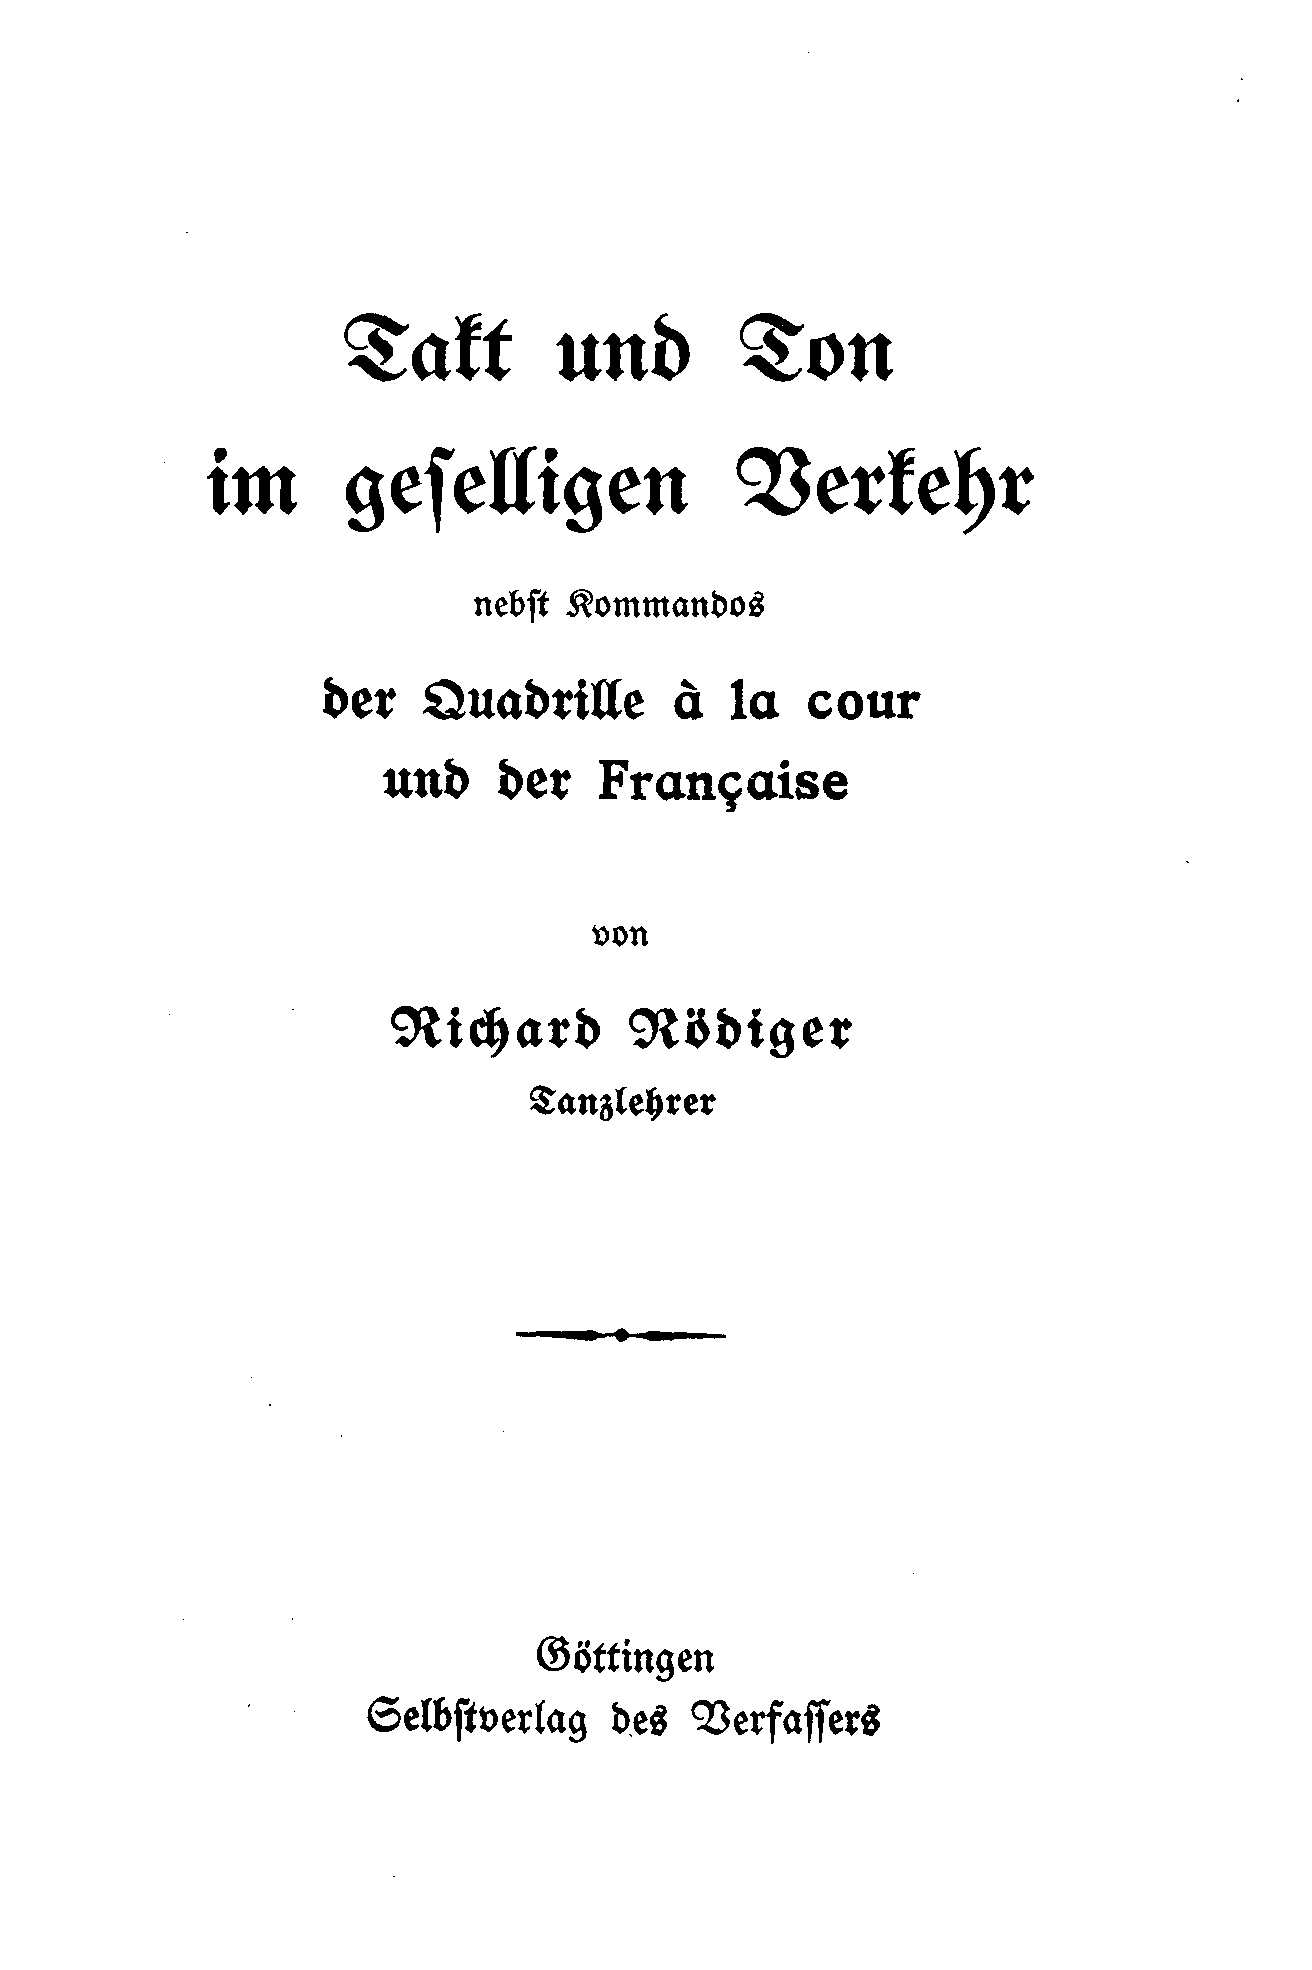 Takt und Ton
im geſelligen Verkehr
nebſt Kommandos
der Quadrille à la cour
und der Française
von
Richard Rödiger
Tanzlehrer
Göttingen
Selbſtverlag des Verfaſſers